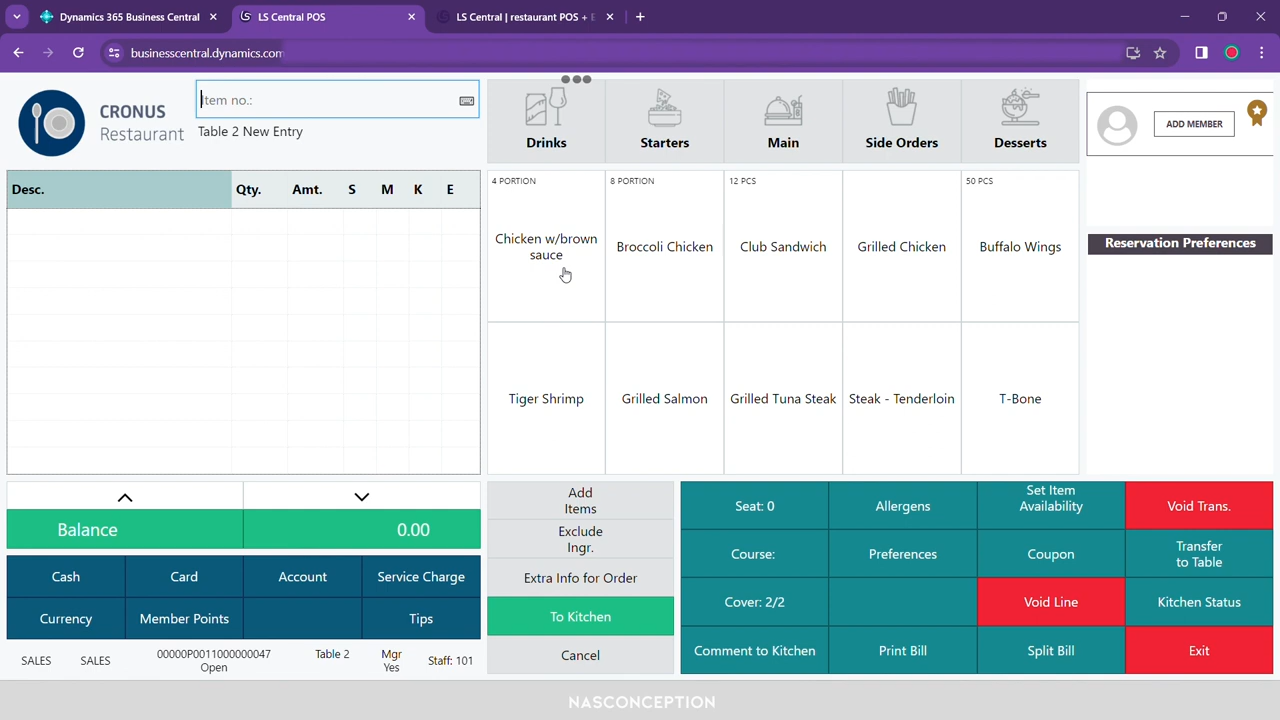 Dynamics 365 Business Central
LS Central POS
LS Central | restaurant POS + E
businesscentral.dynamics.com
CRONUS
Restaurant
Item no.:
Table 2 New Entry
Drinks
Starters
Main
Side Orders
Desserts
ADD MEMBER
Desc.
Qty.
Amt.
S
M
K
E
4 PORTION
8 PORTION
12 PCS
50 PCS
Chicken w/brown
sauce
Broccoli Chicken
Club Sandwich
Grilled Chicken
Buffalo Wings
Reservation Preferences
Tiger Shrimp
Grilled Salmon
Grilled Tuna Steak
Steak - Tenderloin
T-Bone
Balance
0.00
Cash
Card
Account
Service Charge
Currency
Member Points
Tips
Add
Items
Exclude
Ingr.
Extra Info for Order
To Kitchen
Cancel
Seat: 0
Allergens
Set Item
Availability
Void Trans.
Course:
Preferences
Coupon
Transfer
to Table
Cover: 2/2
Void Line
Kitchen Status
Comment to Kitchen
Print Bill
Split Bill
Exit
SALES
SALES
00000P0011000000047
Open
Table 2
Mgr
Yes
Staff: 101
NASCONCEPTION